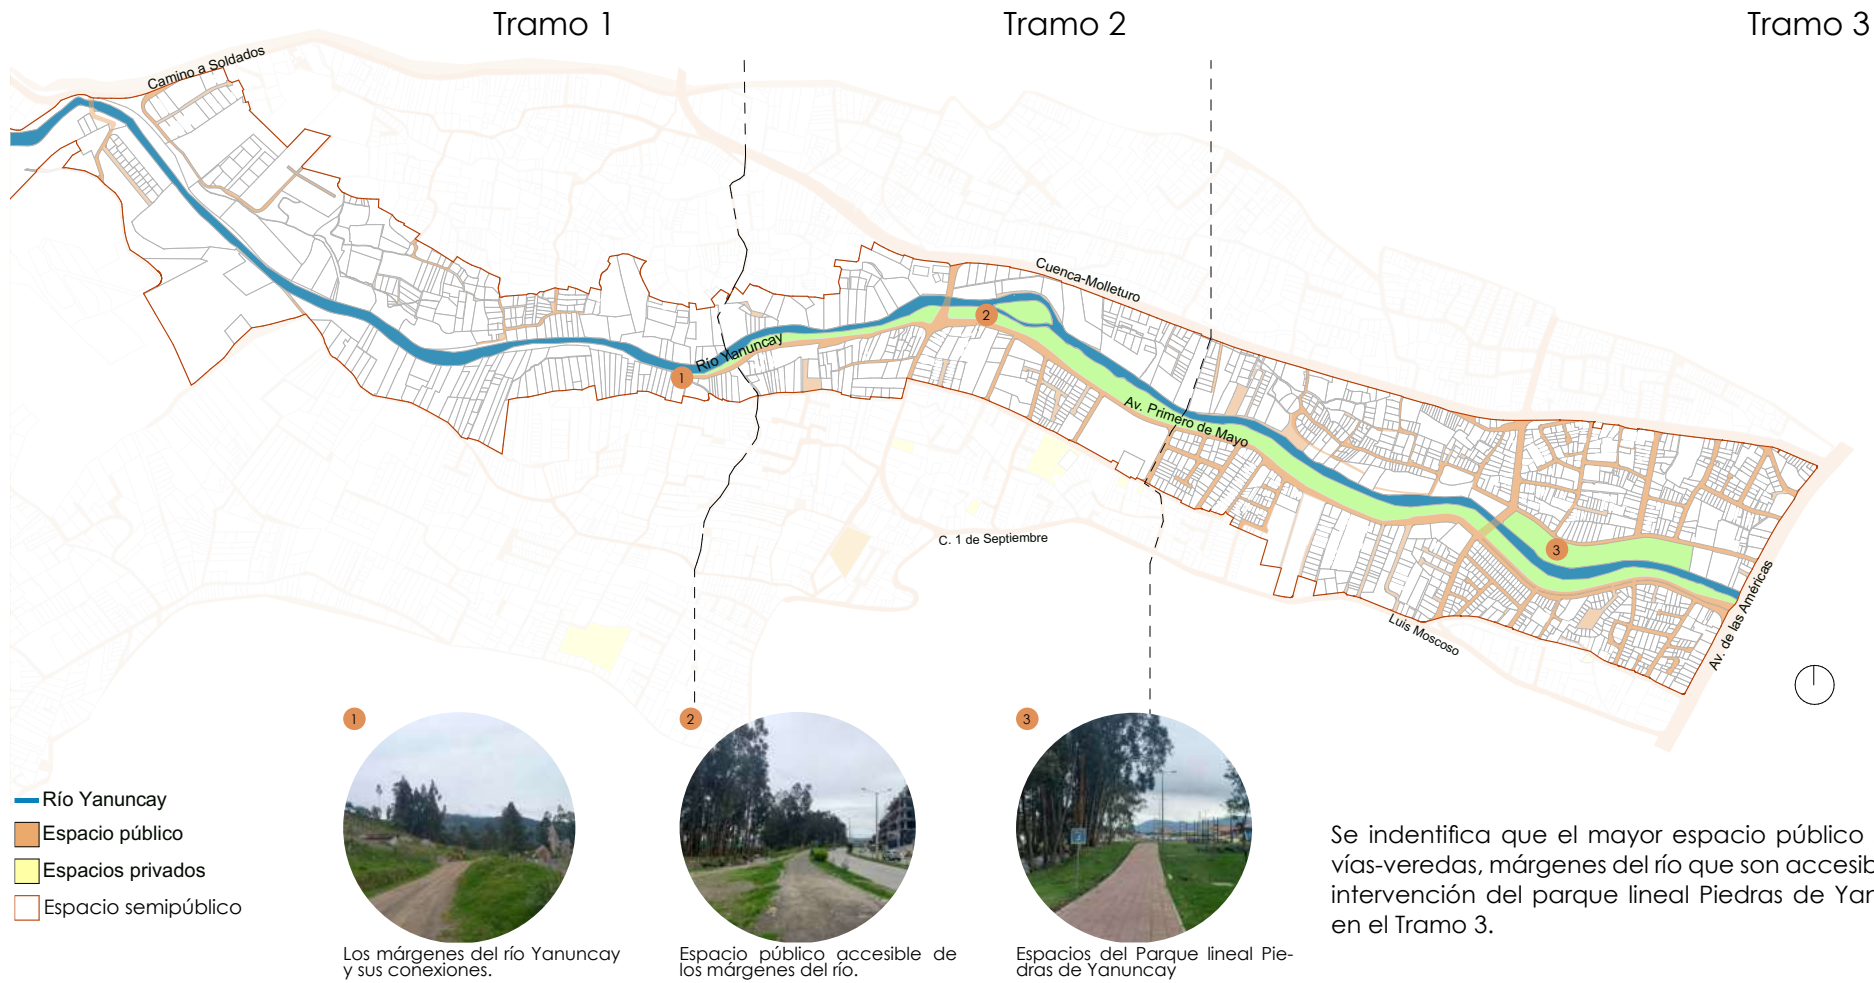 Tramo 1
Tramo 2
Tramo 3
Camino a Soldados
Cuenca-Molleturo
Río Yanuncay
Av. Primero de Mayo
C. 1 de Septiembre
Luis Moscoso
Av. de las Américas
1
2
3
1
2
3
Río Yanuncay
Espacio público
Espacios privados
Espacio semipúblico
Los márgenes del río Yanuncay
y sus conexiones.
Espacio público accesible de
los márgenes del río.
Espacios del Parque lineal Pie-
dras de Yanuncay
Se indentifica que el mayor espacio público
vías-veredas, márgenes del río que son accesib
intervención del parque lineal Piedras de Yan
en el Tramo 3.